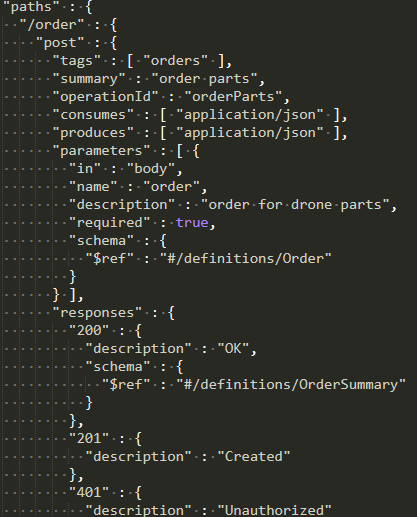 "paths" : {
  "/order" : {
    "post" : {
      "tags" : [ "orders" ],
      "summary" : "order parts",
      "operationId" : "orderParts",
      "consumes" : [ "application/json" ],
      "produces" : [ "application/json" ],
      "parameters" : [ {
        "in" : "body",
        "name" : "order",
        "description" : "order for drone parts",
        "required" : true,
        "schema" : {
          "$ref" : "#/definitions/Order"
        }
      } ],
      "responses" : {
        "200" : {
          "description" : "OK",
          "schema" : {
            "$ref" : "#/definitions/OrderSummary"
          }
        },
        "201" : {
          "description" : "Created"
        },
        "401" : {
          "description" : "Unauthorized"